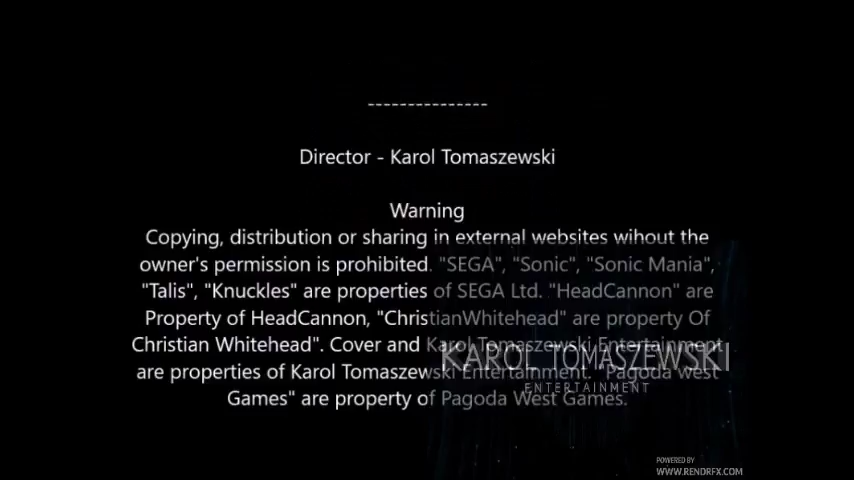 ---------------
Director - Karol Tomaszewski
Warning
Copying, distribution or sharing in external websites wihout the
owner's permission is prohibited. "SEGA", "Sonic", "Sonic Mania",
"Talis", "Knuckles" are properties of SEGA Ltd. "HeadCannon" are
Property of HeadCannon, "ChristianWhitehead" are property Of
Christian Whitehead". Cover and Karol Tomaszewski Entertainment
are properties of Karol Tomaszewski Entertainment. "Pagoda west
Games" are property of Pagoda West Games.
KAROL TOMASZEWSKI
ENTERTAINMENT
POWERED BY
WWW.RENDRFX.COM